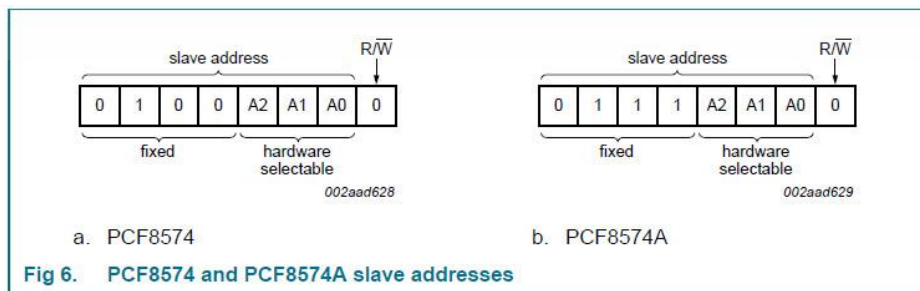 slave address R/W̅ slave address R/W̅
0 1 0 0 A2 A1 A0 0 0 1 1 1 A2 A1 A0 0
fixed hardware fixed hardware
selectable selectable
002aad628 002aad629
a. PCF8574 b. PCF8574A
Fig 6. PCF8574 and PCF8574A slave addresses